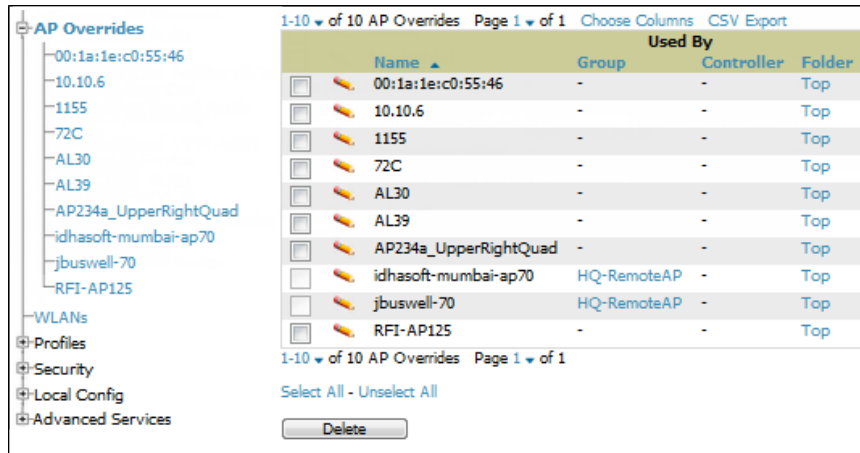 AP Overrides
00:1a:1e:c0:55:46
10.10.6
1155
72C
AL30
AL39
AP234a_UpperRightQuad
idhasoft-mumbai-ap70
jbuswell-70
RFI-AP125
WLANs
Profiles
Security
Local Config
Advanced Services
1-10 of 10 AP Overrides Page 1 of 1 Choose Columns CSV Export
Used By
Name Group Controller Folder
00:1a:1e:c0:55:46 - - Top
10.10.6 - - Top
1155 - - Top
72C - - Top
AL30 - - Top
AL39 - - Top
AP234a_UpperRightQuad - - Top
idhasoft-mumbai-ap70 HQ-RemoteAP - Top
jbuswell-70 HQ-RemoteAP - Top
RFI-AP125 - - Top
1-10 of 10 AP Overrides Page 1 of 1
Select All - Unselect All
Delete